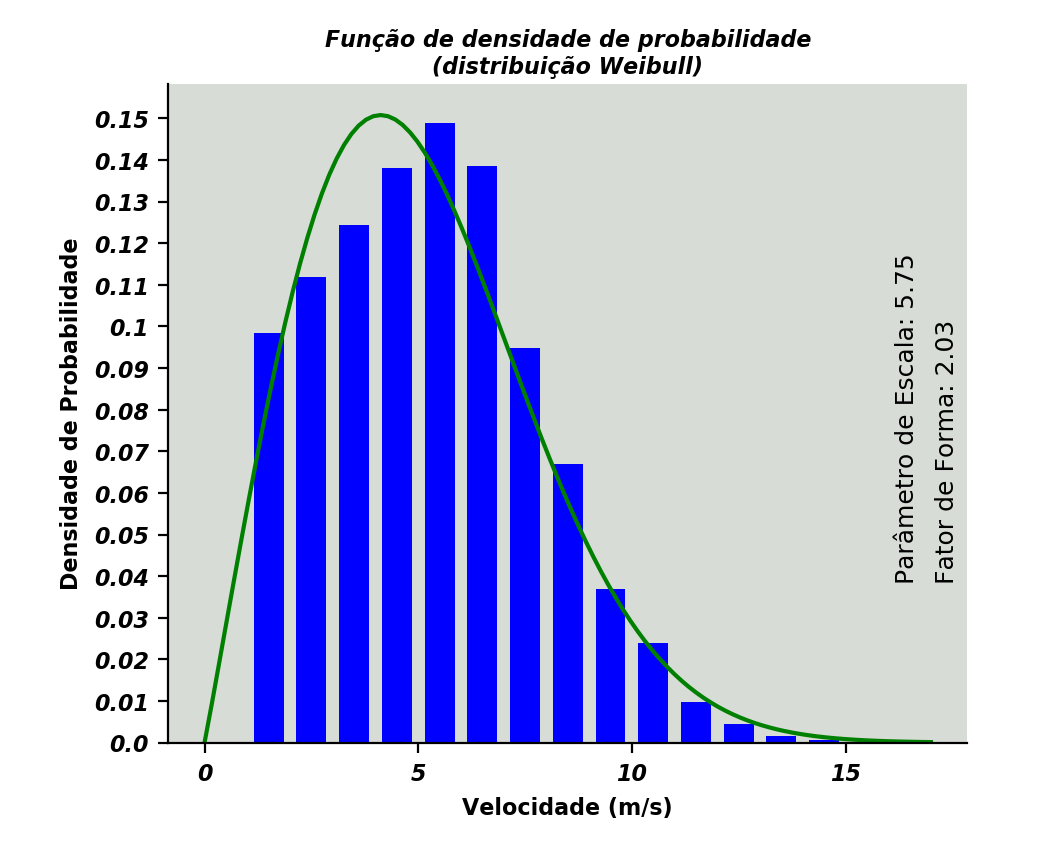 Função de densidade de probabilidade
(distribuição Weibull)
Densidade de Probabilidade
0.15
0.14
0.13
0.12
0.11
0.1
0.09
0.08
0.07
0.06
0.05
0.04
0.03
0.02
0.01
0.0
Parâmetro de Escala: 5.75
Fator de Forma: 2.03
0 5 10 15
Velocidade (m/s)